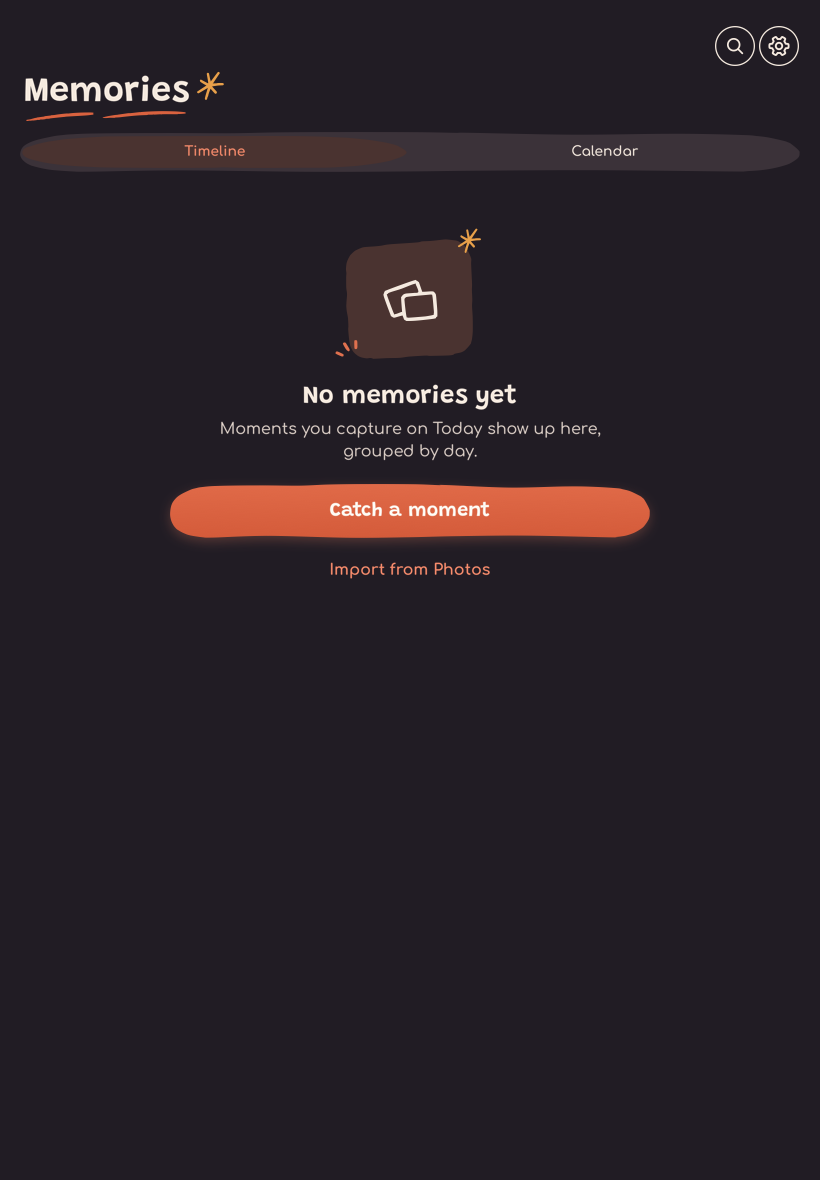 Memories
Timeline
Calendar
No memories yet
Moments you capture on Today show up here,
grouped by day.
Catch a moment
Import from Photos